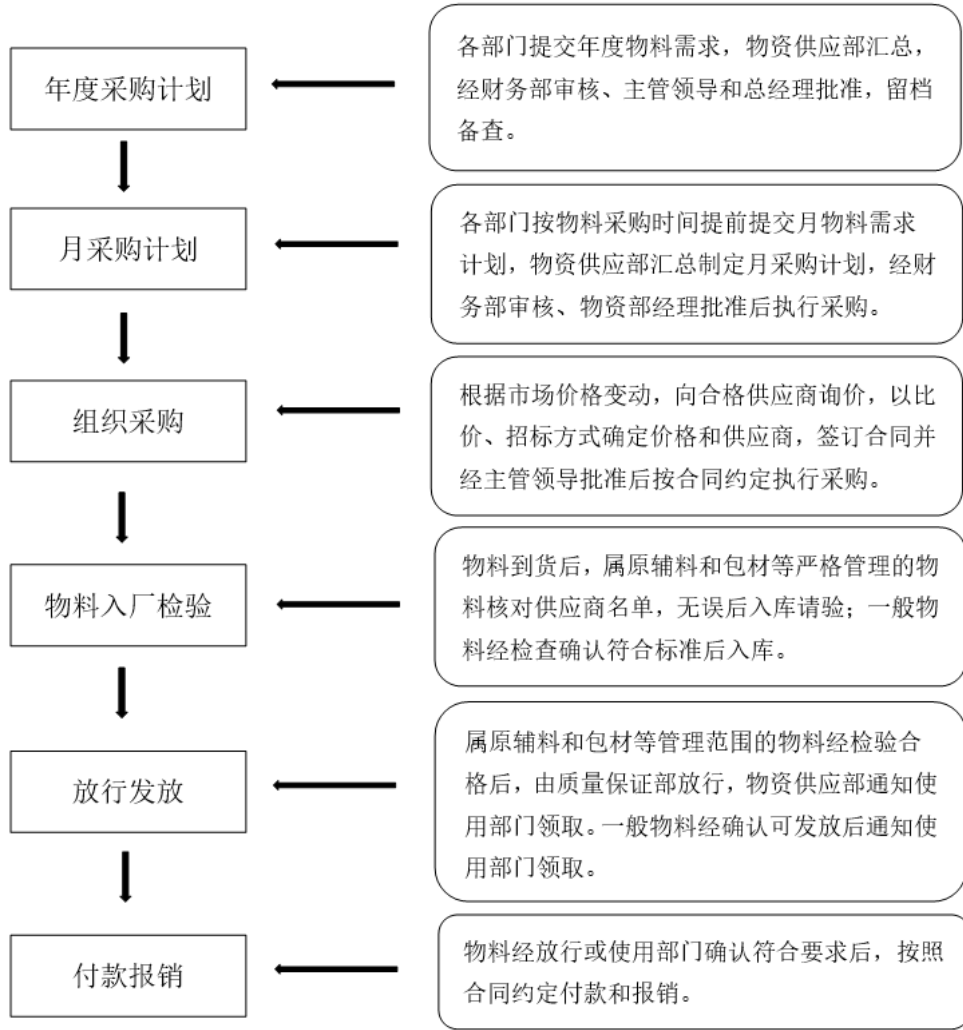 年度采购计划
各部门提交年度物料需求，物资供应部汇总，
经财务部审核、主管领导和总经理批准，留档
备查。
月采购计划
各部门按物料采购时间提前提交月物料需求
计划，物资供应部汇总制定月采购计划，经财
务部审核、物资部经理批准后执行采购。
组织采购
根据市场价格变动，向合格供应商询价，以比
价、招标方式确定价格和供应商，签订合同并
经主管领导批准后按合同约定执行采购。
物料入厂检验
物料到货后，属原辅料和包材等严格管理的物
料核对供应商名单，无误后入库请验；一般物
料经检查确认符合标准后入库。
放行发放
属原辅料和包材等管理范围的物料经检验合
格后，由质量保证部放行，物资供应部通知使
用部门领取。一般物料经确认可发放后通知使
用部门领取。
付款报销
物料经放行或使用部门确认符合要求后，按照
合同约定付款和报销。